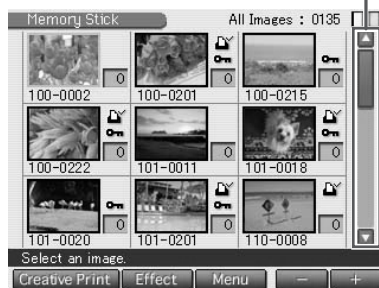 Memory Stick All Images : 0135
0 0 0
100-0002 100-0201 100-0215
0 0 0
100-0222 101-0011 101-0018
0 0 0
101-0020 101-0201 110-0008
Select an image.
Creative Print Effect Menu − +